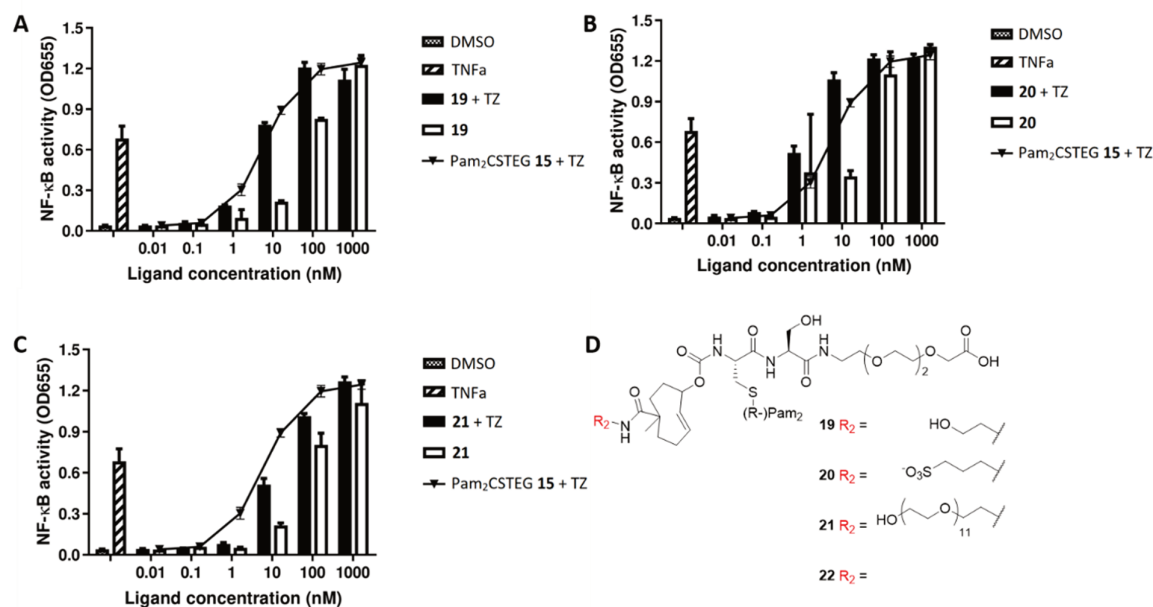 A
NF-κB activity (OD655)
1.5
1.2
0.9
0.6
0.3
0.0
0.01 0.1 1 10 100 1000
Ligand concentration (nM)
DMSO
TNFa
19 + TZ
19
Pam₂CSTEG 15 + TZ
B
NF-κB activity (OD655)
1.5
1.2
0.9
0.6
0.3
0.0
0.01 0.1 1 10 100 1000
Ligand concentration (nM)
DMSO
TNFa
20 + TZ
20
Pam₂CSTEG 15 + TZ
C
NF-κB activity (OD655)
1.5
1.2
0.9
0.6
0.3
0.0
0.01 0.1 1 10 100 1000
Ligand concentration (nM)
DMSO
TNFa
21 + TZ
21
Pam₂CSTEG 15 + TZ
D
OH
O H N O H N O O O O
O N H O N H O 2 OH
O S
R₂ N H (R-)Pam₂
19 R₂ = HO
20 R₂ = ⁻O₃S
21 R₂ = HO O 11
22 R₂ =